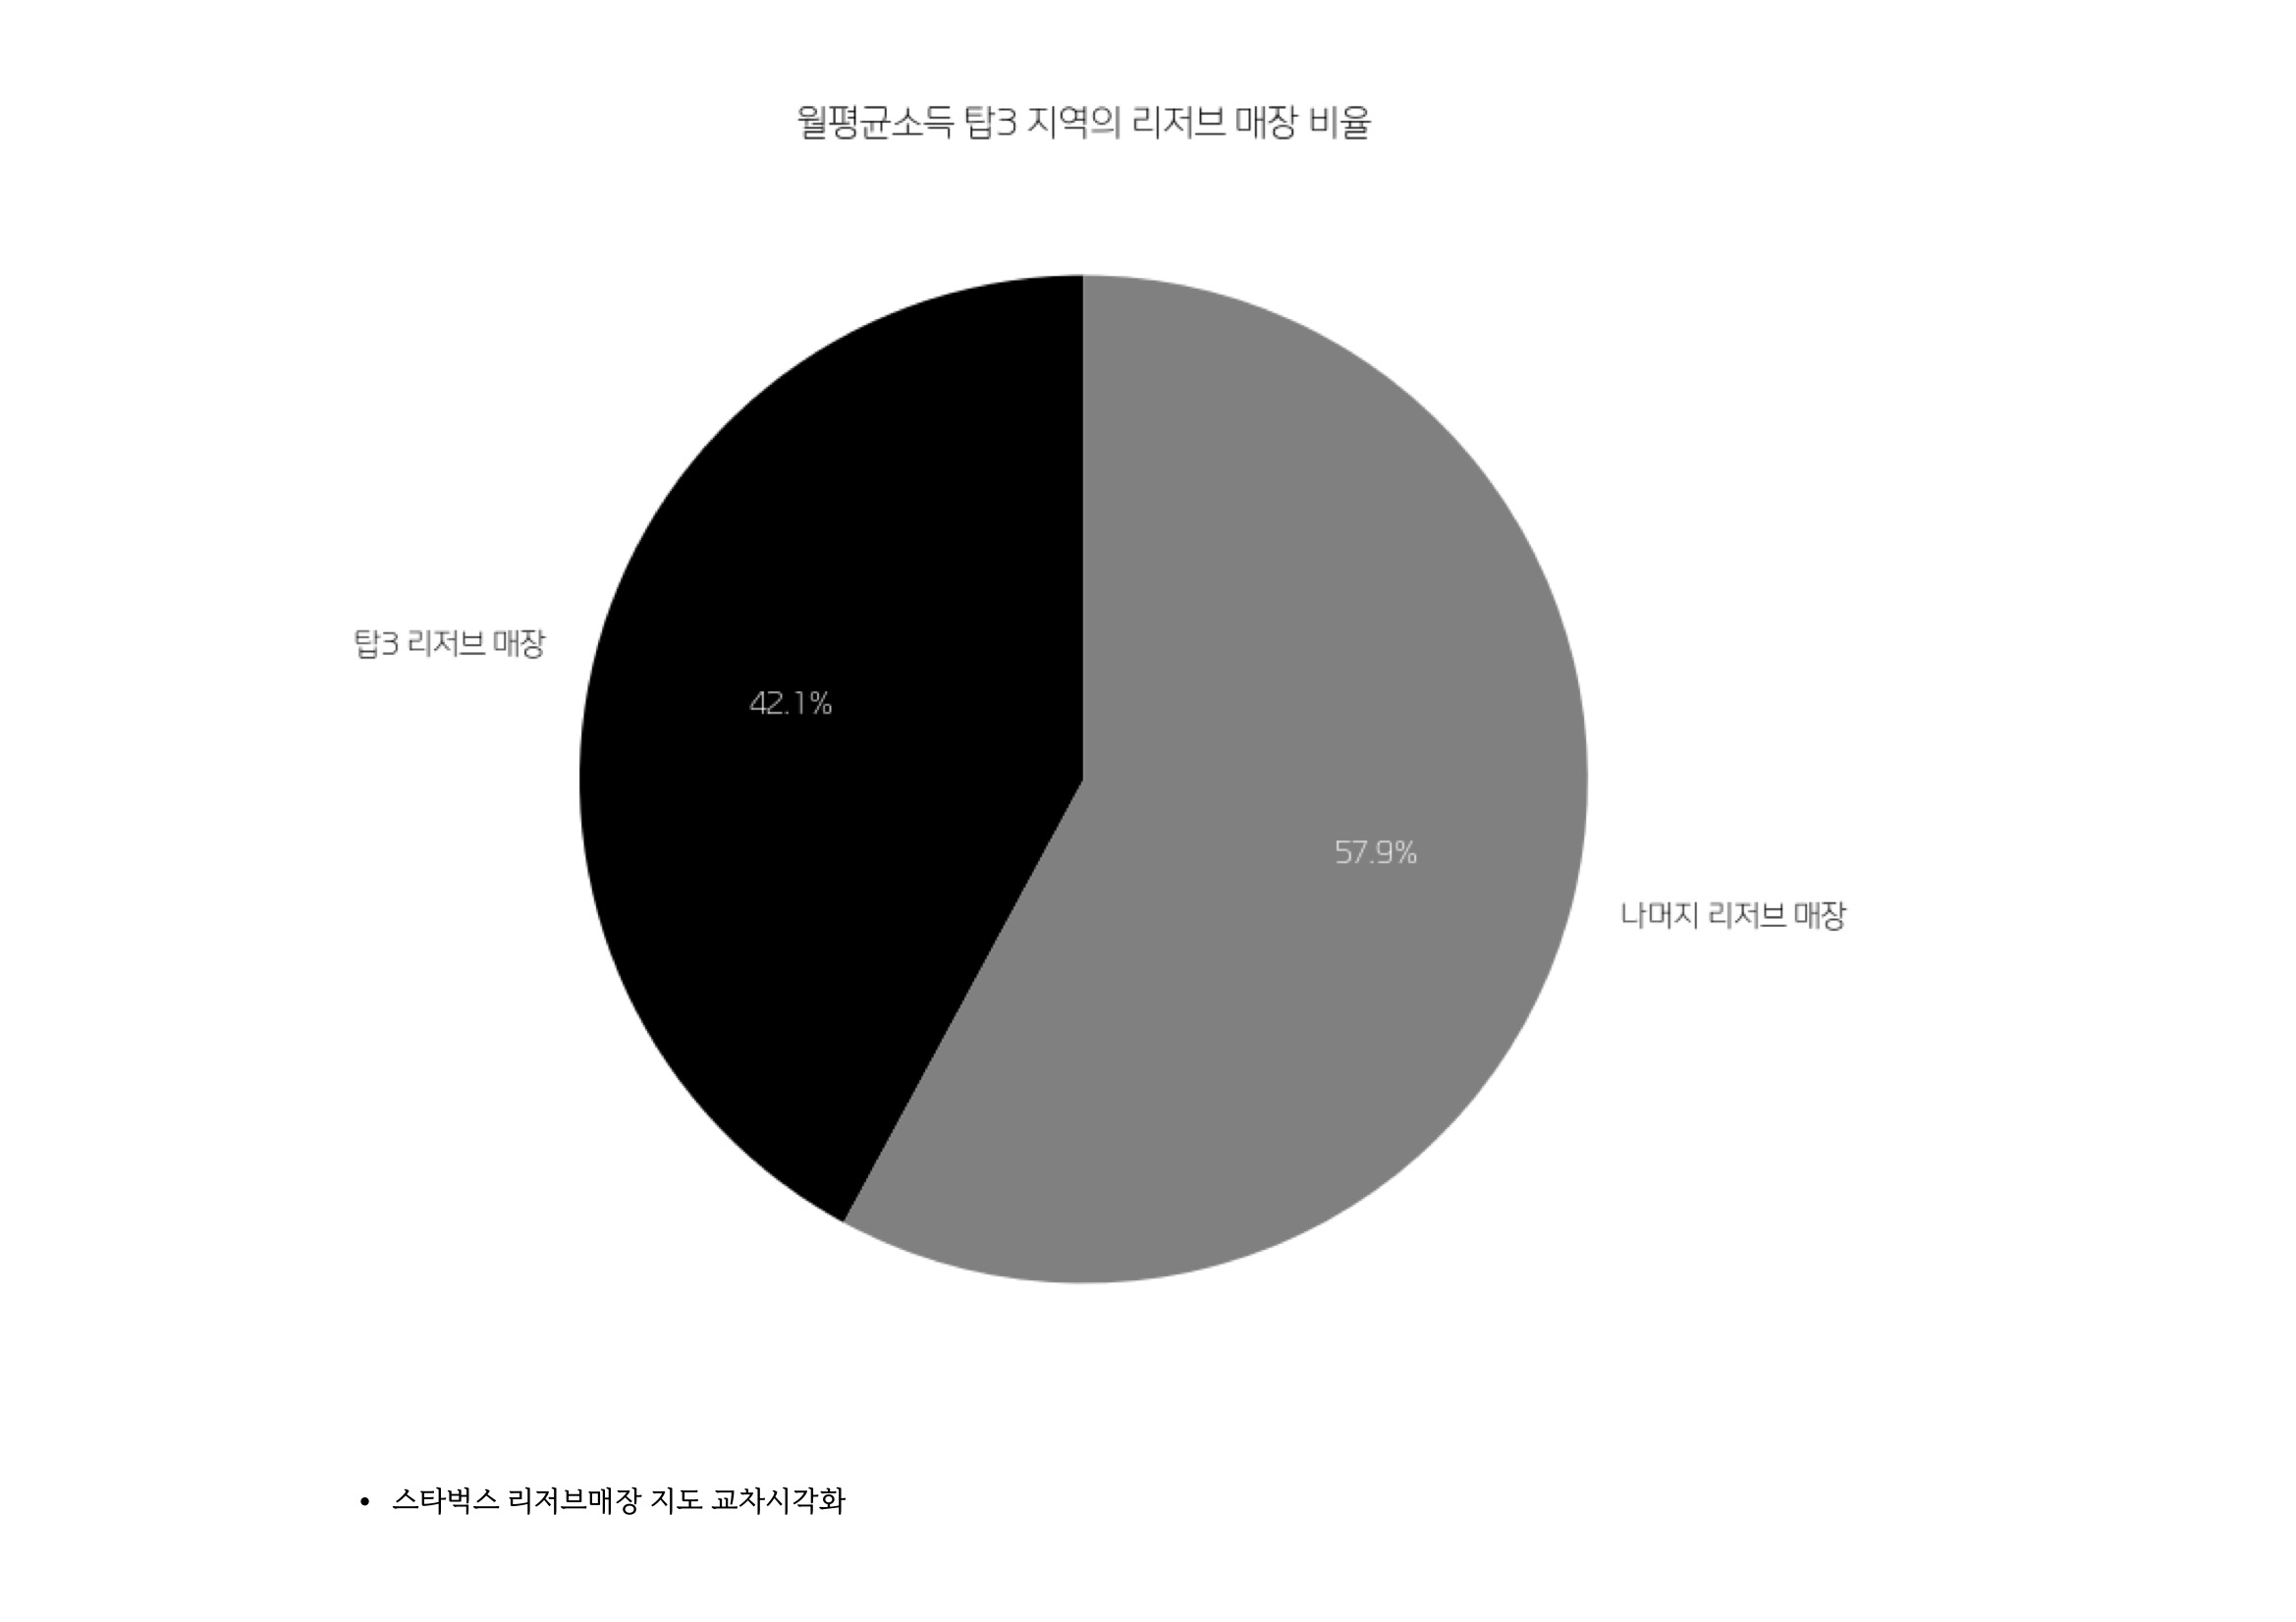 월평균소득 탑3 지역의 리저브 매장 비율
탑3 리저브 매장
42.1%
57.9%
나머지 리저브 매장
• 스타벅스 리저브매장 지도 교차시각화